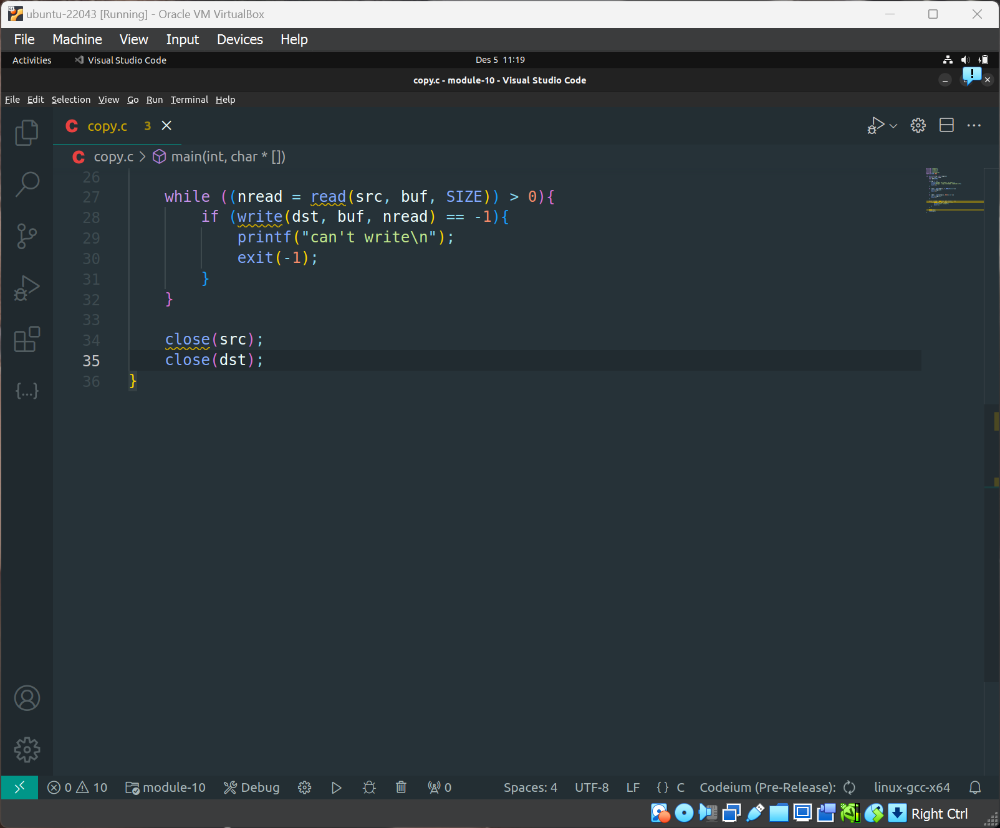 ubuntu-22043 [Running] - Oracle VM VirtualBox
File Machine View Input Devices Help
Activities Visual Studio Code Des 5 11:19
copy.c - module-10 - Visual Studio Code
File Edit Selection View Go Run Terminal Help
C copy.c 3
C copy.c > main(int, char * [])
26
27 while ((nread = read(src, buf, SIZE)) > 0){
28 if (write(dst, buf, nread) == -1){
29 printf("can't write\n");
30 exit(-1);
31 }
32 }
33
34 close(src);
35 close(dst);
36 }
0 10 module-10 Debug 0 Spaces: 4 UTF-8 LF {} C Codeium (Pre-Release): linux-gcc-x64
Right Ctrl